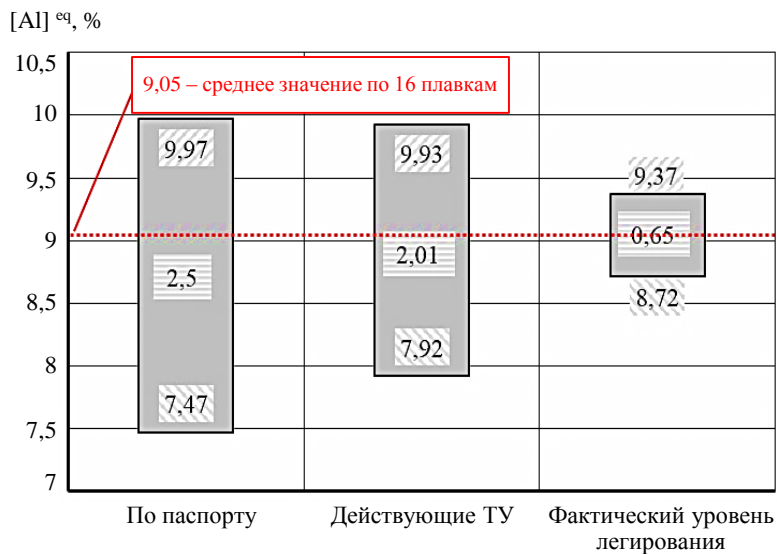 [Al] eq, %
10,5
9,05 – среднее значение по 16 плавкам
10
9,97
9,93
9,5
9,37
9
0,65
2,01
2,5
8,72
8,5
7,92
8
7,47
7,5
7
По паспорту
Действующие ТУ
Фактический уровень
легирования